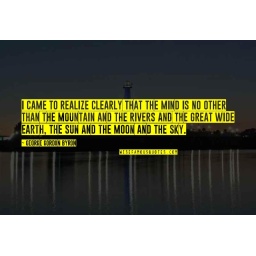 I CAME TO REALIZE CLEARLY THAT THE MIND IS NO OTHER
THAN THE MOUNTAIN AND THE RIVERS AND THE GREAT WIDE
EARTH, THE SUN AND THE MOON AND THE SKY.
- GEORGE GORDON BYRON
WISEFAMOUSQUOTES.COM